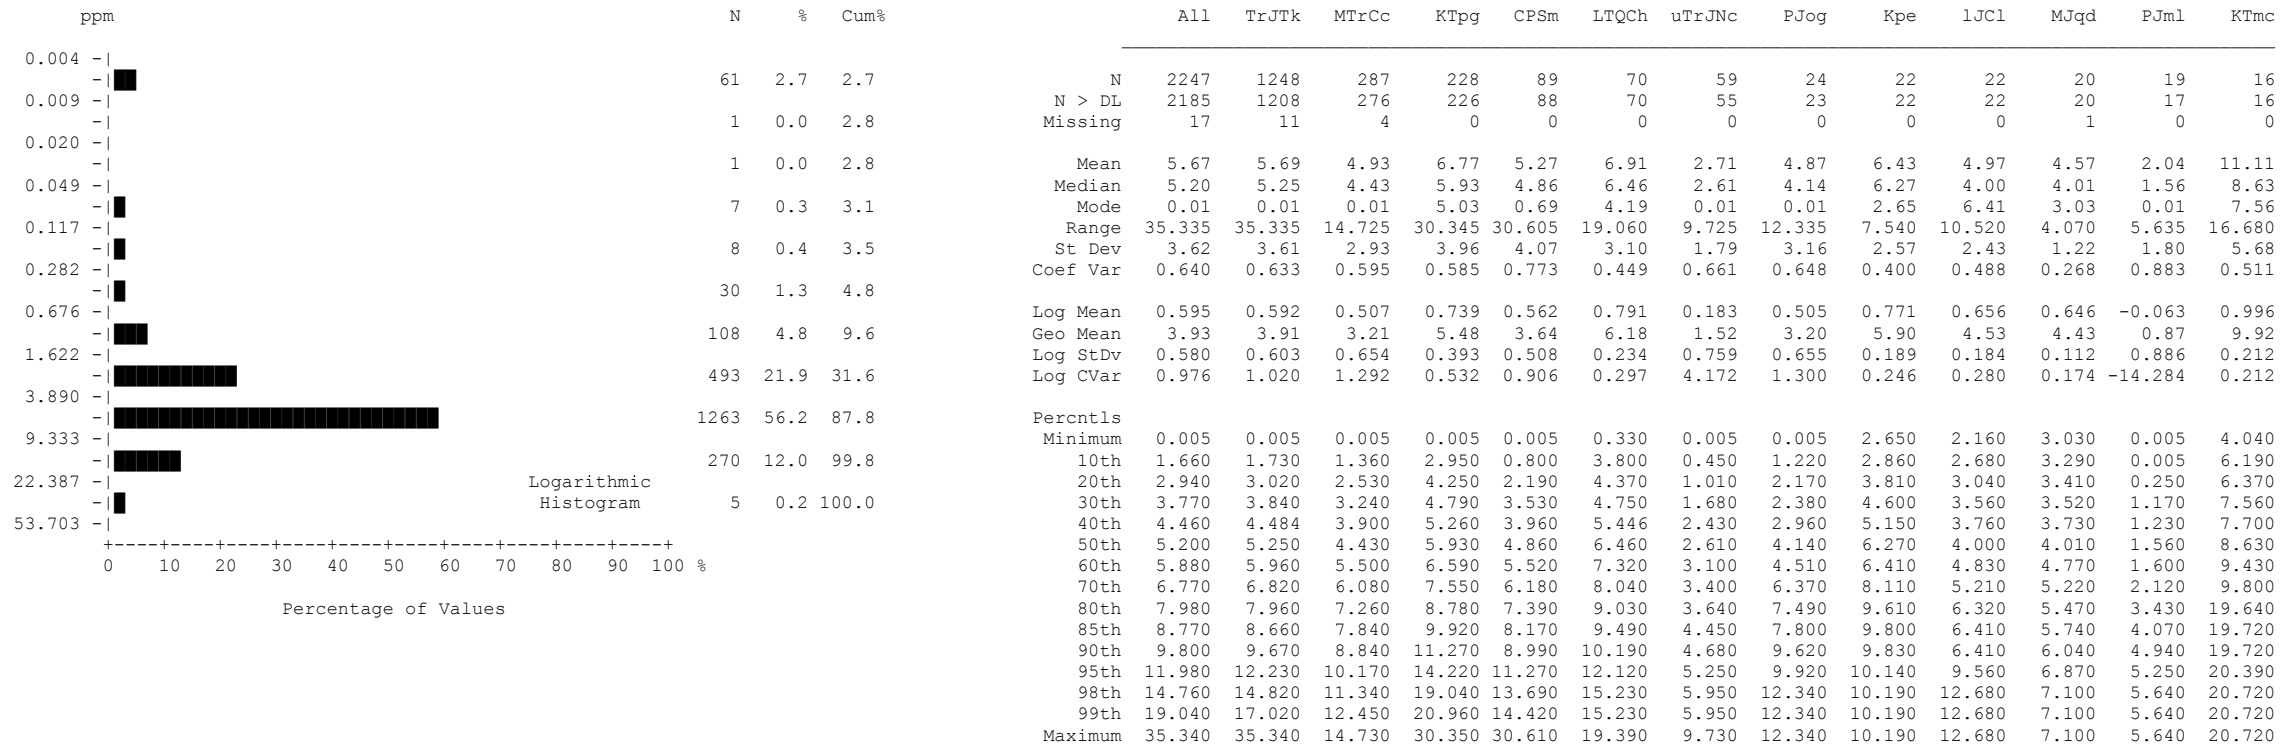 ppm N % Cum% All TrJTk MTrCc KTpg CPSm LTQCh uTrJNc PJog Kpe lJCl MJqd PJml KTmc
0.004 -|
-| 61 2.7 2.7 N 2247 1248 287 228 89 70 59 24 22 22 20 19 16
0.009 -| N > DL 2185 1208 276 226 88 70 55 23 22 22 20 17 16
-| 1 0.0 2.8 Missing 17 11 4 0 0 0 0 0 0 0 1 0 0
0.020 -|
-| 1 0.0 2.8 Mean 5.67 5.69 4.93 6.77 5.27 6.91 2.71 4.87 6.43 4.97 4.57 2.04 11.11
0.049 -| Median 5.20 5.25 4.43 5.93 4.86 6.46 2.61 4.14 6.27 4.00 4.01 1.56 8.63
-| 7 0.3 3.1 Mode 0.01 0.01 0.01 5.03 0.69 4.19 0.01 0.01 2.65 6.41 3.03 0.01 7.56
0.117 -| Range 35.335 35.335 14.725 30.345 30.605 19.060 9.725 12.335 7.540 10.520 4.070 5.635 16.680
-| 8 0.4 3.5 St Dev 3.62 3.61 2.93 3.96 4.07 3.10 1.79 3.16 2.57 2.43 1.22 1.80 5.68
0.282 -| Coef Var 0.640 0.633 0.595 0.585 0.773 0.449 0.661 0.648 0.400 0.488 0.268 0.883 0.511
-| 30 1.3 4.8
0.676 -| Log Mean 0.595 0.592 0.507 0.739 0.562 0.791 0.183 0.505 0.771 0.656 0.646 -0.063 0.996
-| 108 4.8 9.6 Geo Mean 3.93 3.91 3.21 5.48 3.64 6.18 1.52 3.20 5.90 4.53 4.43 0.87 9.92
1.622 -| Log StDv 0.580 0.603 0.654 0.393 0.508 0.234 0.759 0.655 0.189 0.184 0.112 0.886 0.212
-| 493 21.9 31.6 Log CVar 0.976 1.020 1.292 0.532 0.906 0.297 4.172 1.300 0.246 0.280 0.174 -14.284 0.212
3.890 -|
-| 1263 56.2 87.8 Percntls
9.333 -| Minimum 0.005 0.005 0.005 0.005 0.005 0.330 0.005 0.005 2.650 2.160 3.030 0.005 4.040
-| 270 12.0 99.8 10th 1.660 1.730 1.360 2.950 0.800 3.800 0.450 1.220 2.860 2.680 3.290 0.005 6.190
22.387 -| Logarithmic 20th 2.940 3.020 2.530 4.250 2.190 4.370 1.010 2.170 3.810 3.040 3.410 0.250 6.370
-| Histogram 5 0.2 100.0 30th 3.770 3.840 3.240 4.790 3.530 4.750 1.680 2.380 4.600 3.560 3.520 1.170 7.560
53.703 -| 40th 4.460 4.484 3.900 5.260 3.960 5.446 2.430 2.960 5.150 3.760 3.730 1.230 7.700
+----+----+----+----+----+----+----+----+----+----+ 50th 5.200 5.250 4.430 5.930 4.860 6.460 2.610 4.140 6.270 4.000 4.010 1.560 8.630
0 10 20 30 40 50 60 70 80 90 100 % 60th 5.880 5.960 5.500 6.590 5.520 7.320 3.100 4.510 6.410 4.830 4.770 1.600 9.430
70th 6.770 6.820 6.080 7.550 6.180 8.040 3.400 6.370 8.110 5.210 5.220 2.120 9.800
Percentage of Values 80th 7.980 7.960 7.260 8.780 7.390 9.030 3.640 7.490 9.610 6.320 5.470 3.430 19.640
85th 8.770 8.660 7.840 9.920 8.170 9.490 4.450 7.800 9.800 6.410 5.740 4.070 19.720
90th 9.800 9.670 8.840 11.270 8.990 10.190 4.680 9.620 9.830 6.410 6.040 4.940 19.720
95th 11.980 12.230 10.170 14.220 11.270 12.120 5.250 9.920 10.140 9.560 6.870 5.250 20.390
98th 14.760 14.820 11.340 19.040 13.690 15.230 5.950 12.340 10.190 12.680 7.100 5.640 20.720
99th 19.040 17.020 12.450 20.960 14.420 15.230 5.950 12.340 10.190 12.680 7.100 5.640 20.720
Maximum 35.340 35.340 14.730 30.350 30.610 19.390 9.730 12.340 10.190 12.680 7.100 5.640 20.720